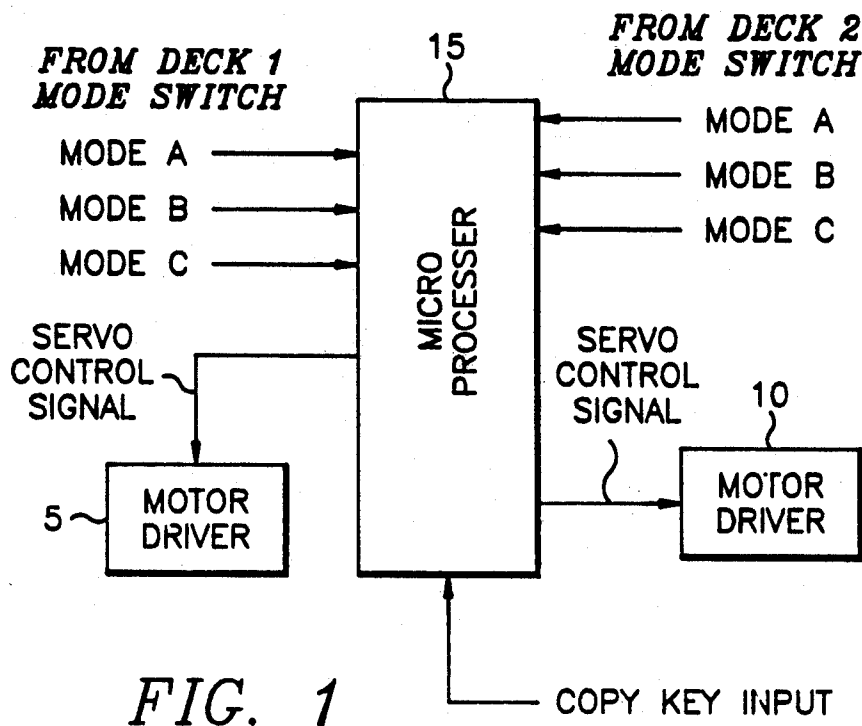 FROM DECK 1
MODE SWITCH
MODE A
MODE B
MODE C
SERVO
CONTROL
SIGNAL
5
MOTOR
DRIVER
15
MICRO
PROCESSER
FROM DECK 2
MODE SWITCH
MODE A
MODE B
MODE C
SERVO
CONTROL
SIGNAL
10
MOTOR
DRIVER
COPY KEY INPUT
FIG. 1